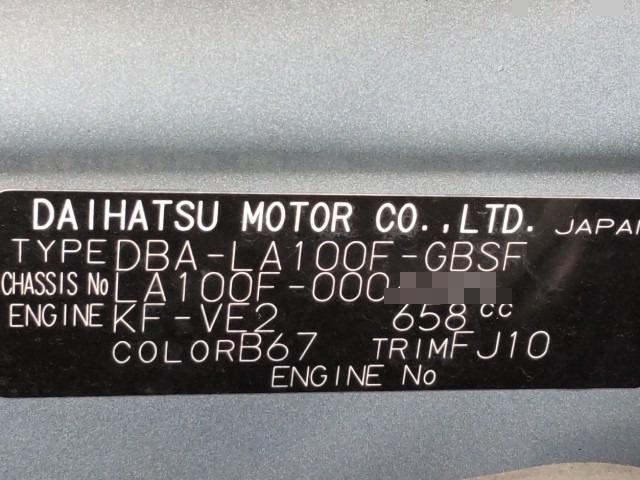 DAIHATSU MOTOR CO.,LTD. JAPAN
TYPE DBA-LA100F-GBSF
CHASSIS No LA100F-000
ENGINE KF-VE2 658cc
COLOR B67 TRIM FJ10
ENGINE No